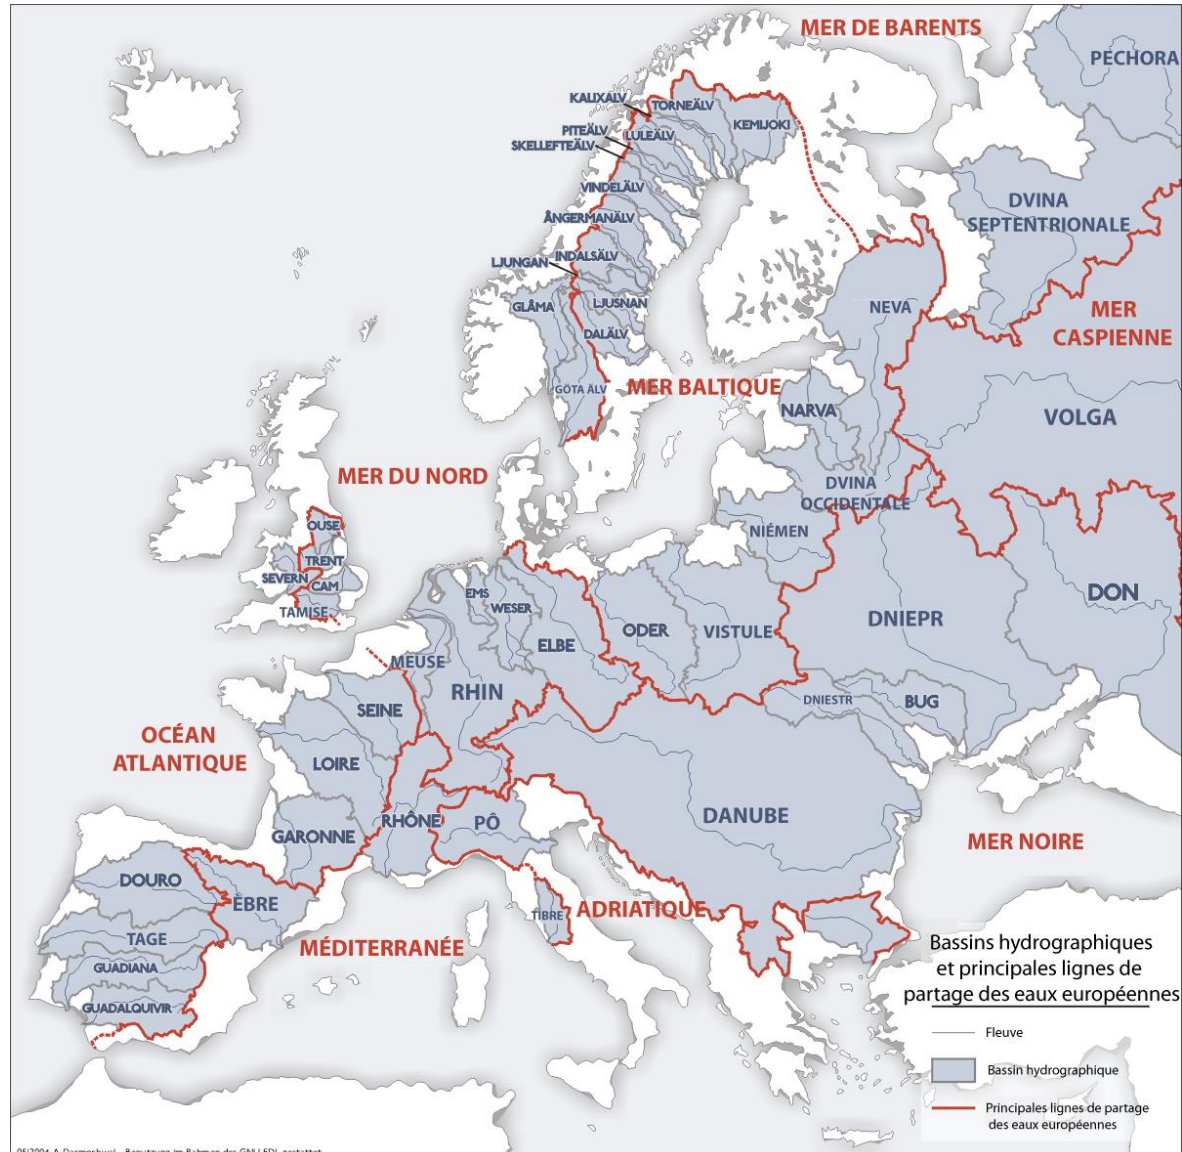 MER DE BARENTS
PECHORA
KALIXÄLV
TORNEÄLV
KEMIJOKI
PITEÄLV
LULEÄLV
SKELLEFTEÄLV
VINDELÄLV
DVINA
SEPTENTRIONALE
ÅNGERMANÄLV
INDALSÄLV
LJUNGAN
GLÅMA
LJUSNAN
NEVA
MER
CASPIENNE
DALÄLV
GÖTA ÄLV
MER BALTIQUE
NARVA
VOLGA
MER DU NORD
DVINA
OCCIDENTALE
OUSE
NIÉMEN
TRENT
SEVERN
CAM
TAMISE
EMS
WESER
ELBE
ODER
VISTULE
DNIEPR
DON
MEUSE
RHIN
SEINE
DNIESTR
BUG
OCÉAN
ATLANTIQUE
LOIRE
GARONNE
RHÔNE
PÔ
DANUBE
MER NOIRE
DOURO
ÈBRE
TIBRE
ADRIATIQUE
TAGE
MÉDITERRANÉE
GUADIANA
GUADALQUIVIR
Bassins hydrographiques
et principales lignes de
partage des eaux européennes
Fleuve
Bassin hydrographique
Principales lignes de partage
des eaux européennes